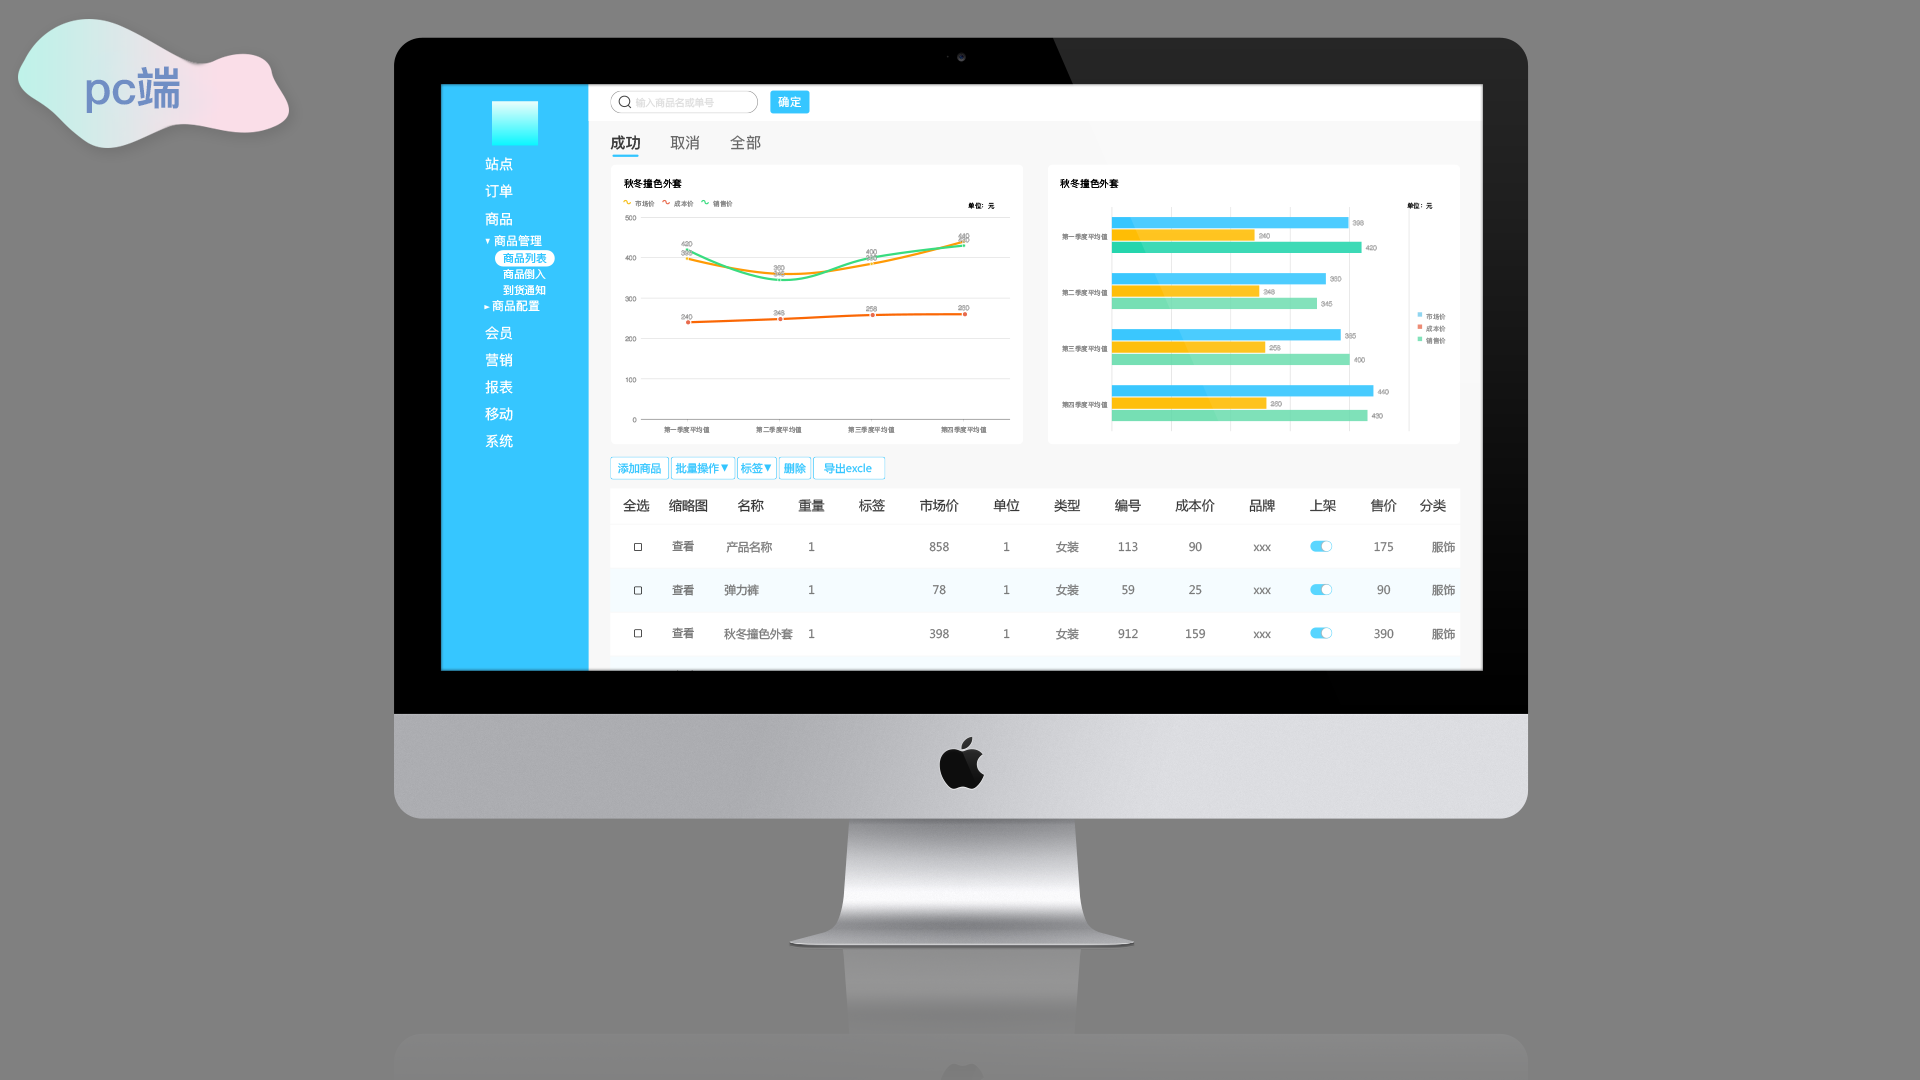 pc端
输入商品名或单号 确定
站点
订单
商品
▼ 商品管理
商品列表
商品倒入
到货通知
► 商品配置
会员
营销
报表
移动
系统
成功 取消 全部
秋冬撞色外套
市场价 成本价 销售价
单位：元
500
400
300
200
100
0
420
360
345
400
440
240
248
258
260
第一季度平均值 第二季度平均值 第三季度平均值 第四季度平均值
秋冬撞色外套
单位：元
第一季度平均值
398
240
420
第二季度平均值
360
248
345
第三季度平均值
385
258
400
第四季度平均值
440
260
430
市场价
成本价
销售价
添加商品 批量操作▼ 标签▼ 删除 导出excle
全选 缩略图 名称 重量 标签 市场价 单位 类型 编号 成本价 品牌 上架 售价 分类
查看 产品名称 1 858 1 女装 113 90 xxx 175 服饰
查看 弹力裤 1 78 1 女装 59 25 xxx 90 服饰
查看 秋冬撞色外套 1 398 1 女装 912 159 xxx 390 服饰